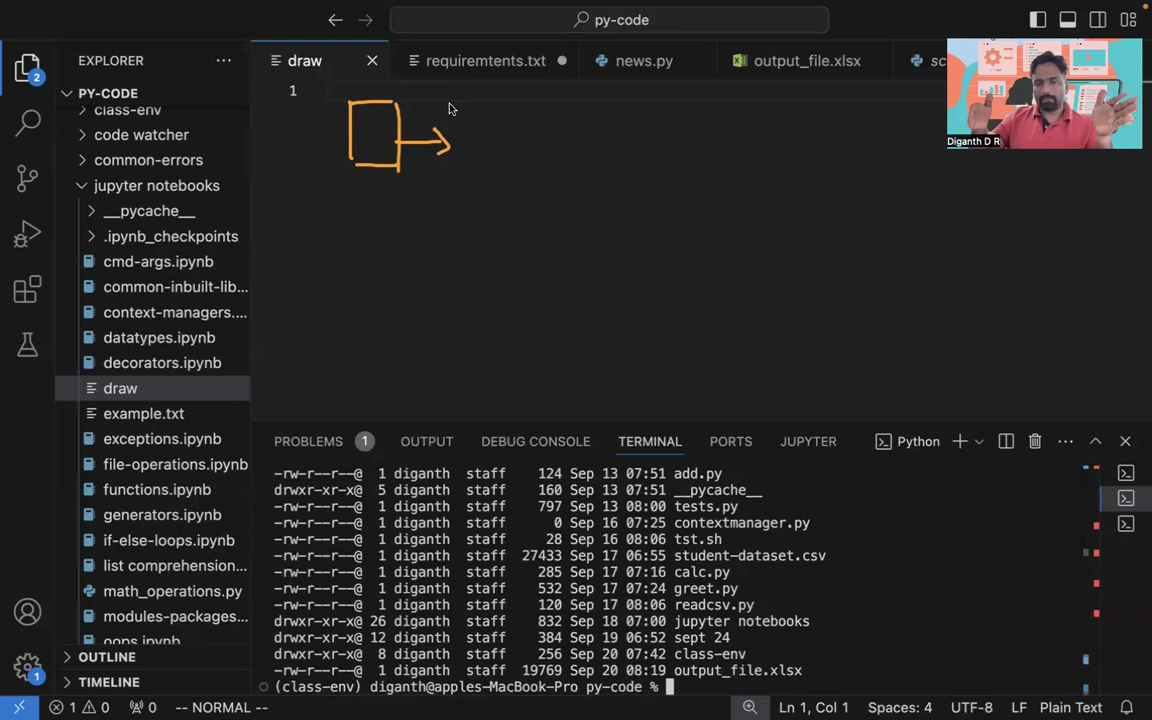 py-code
EXPLORER
draw
requiremtents.txt
news.py
output_file.xlsx
sc
PY-CODE
1
Diganth D R
class-env
code watcher
common-errors
jupyter notebooks
__pycache__
.ipynb_checkpoints
cmd-args.ipynb
common-inbuilt-lib...
context-managers....
datatypes.ipynb
decorators.ipynb
draw
example.txt
exceptions.ipynb
file-operations.ipynb
functions.ipynb
generators.ipynb
if-else-loops.ipynb
list comprehension...
math_operations.py
modules-packages...
oops.ipynb
OUTLINE
TIMELINE
2
1
PROBLEMS 1 OUTPUT DEBUG CONSOLE TERMINAL PORTS JUPYTER Python
-rw-r--r--@ 1 diganth staff 124 Sep 13 07:51 add.py
drwxr-xr-x@ 5 diganth staff 160 Sep 13 07:51 __pycache__
-rw-r--r--@ 1 diganth staff 797 Sep 13 08:00 tests.py
-rw-r--r--@ 1 diganth staff 0 Sep 16 07:25 contextmanager.py
-rw-r--r--@ 1 diganth staff 28 Sep 16 08:06 tst.sh
-rw-r--r--@ 1 diganth staff 27433 Sep 17 06:55 student-dataset.csv
-rw-r--r--@ 1 diganth staff 285 Sep 17 07:16 calc.py
-rw-r--r--@ 1 diganth staff 532 Sep 17 07:24 greet.py
-rw-r--r--@ 1 diganth staff 120 Sep 17 08:06 readcsv.py
drwxr-xr-x@ 26 diganth staff 832 Sep 18 07:00 jupyter notebooks
drwxr-xr-x@ 12 diganth staff 384 Sep 19 06:52 sept 24
drwxr-xr-x@ 8 diganth staff 256 Sep 20 07:42 class-env
-rw-r--r--@ 1 diganth staff 19769 Sep 20 08:19 output_file.xlsx
(class-env) diganth@apples-MacBook-Pro py-code %
1 0 0 -- NORMAL -- Ln 1, Col 1 Spaces: 4 UTF-8 LF Plain Text